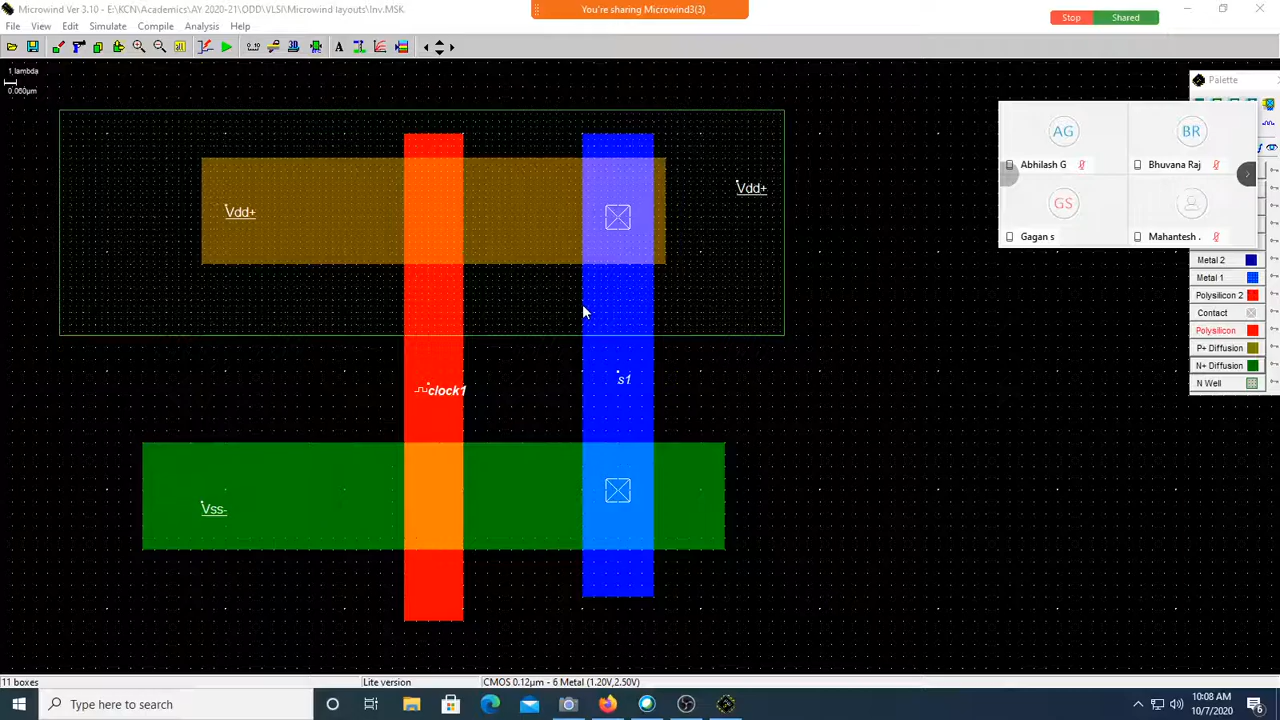 Microwind Ver 3.10 - E:\KCN\Academics\AY 2020-21\ODD\VLSI\Microwind layouts\Inv.MSK.
You're sharing Microwind3(3)
Stop
Shared
File View Edit Simulate Compile Analysis Help
1 lambda
0.060µm
Palette
AG
BR
Abhilash G
Bhuvana Raj
GS
Gagan s
Mahantesh .
Vdd+
Vdd+
Metal 2
Metal 1
Polysilicon 2
Contact
Polysilicon
P+ Diffusion
N+ Diffusion
N Well
s1
clock1
Vss-
11 boxes
Lite version
CMOS 0.12µm - 6 Metal (1.20V,2.50V)
Type here to search
10:08 AM
10/7/2020
6